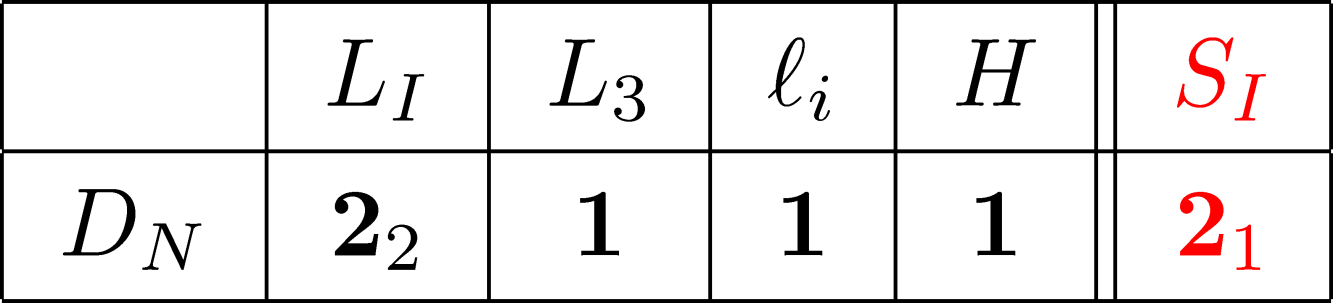 L_I L_3 ℓ_i H S_I
D_N 2_2 1 1 1 2_1